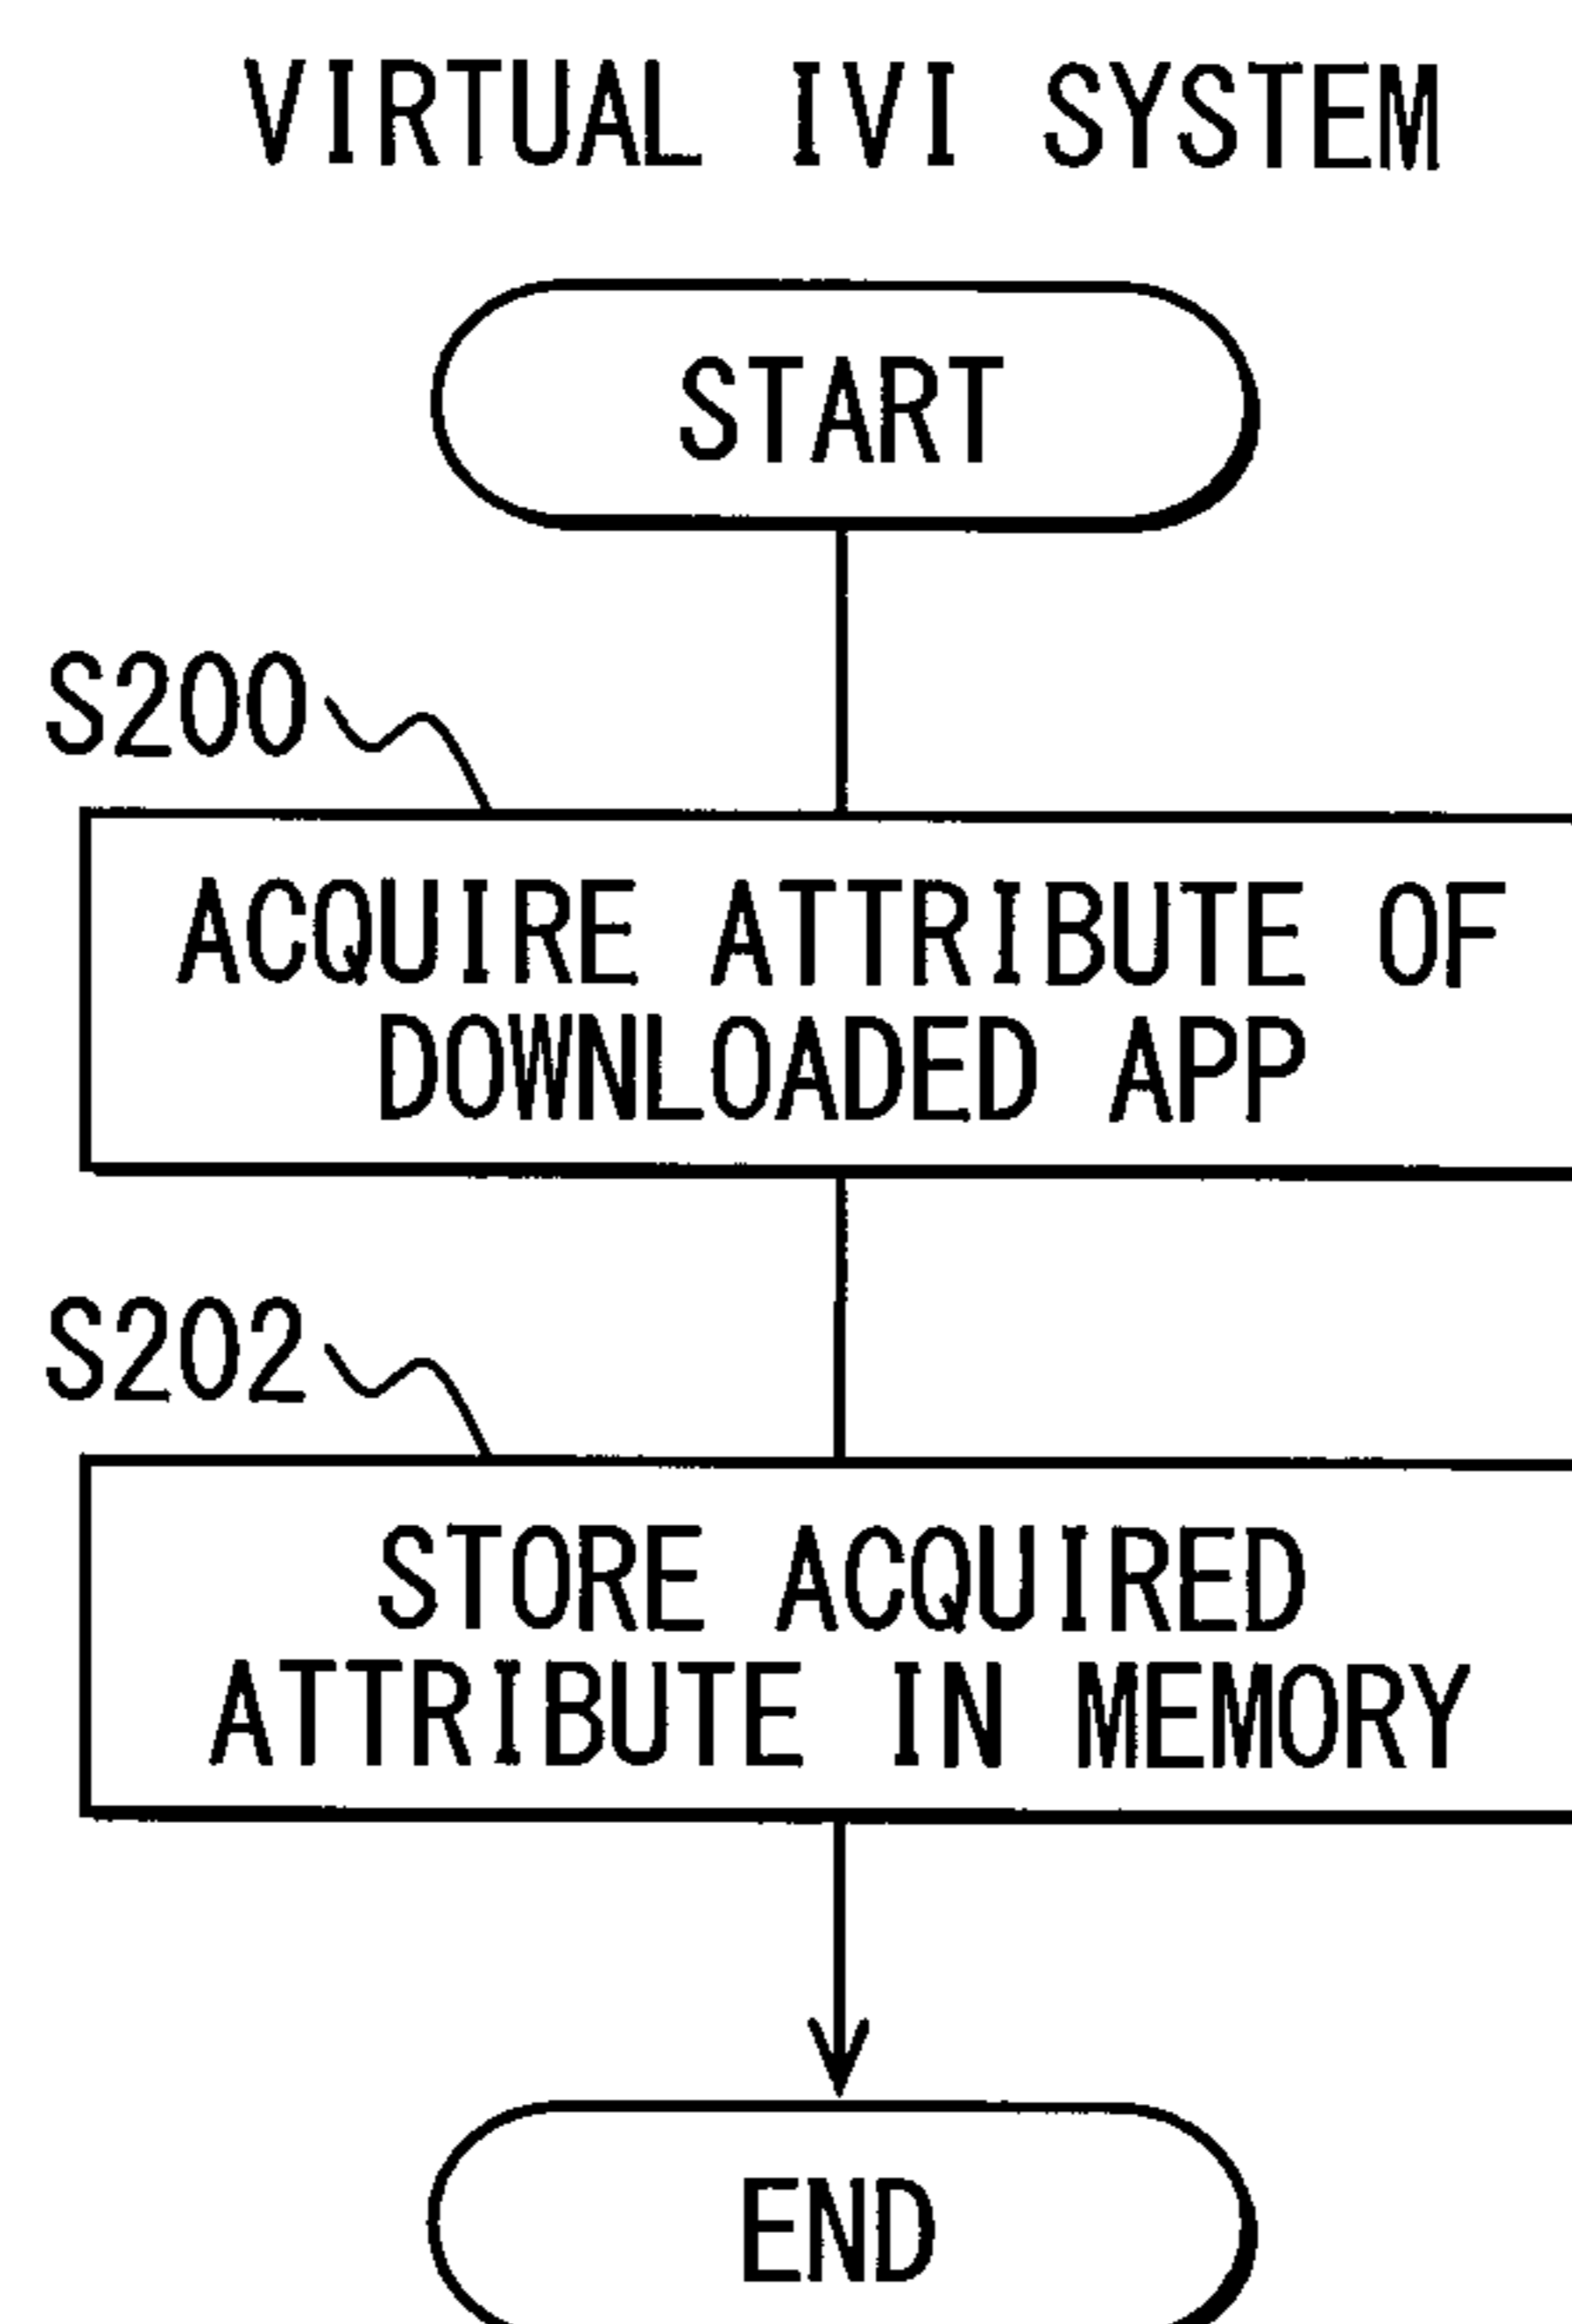 VIRTUAL IVI SYSTEM
START
S200
ACQUIRE ATTRIBUTE OF
DOWNLOADED APP
S202
STORE ACQUIRED
ATTRIBUTE IN MEMORY
END